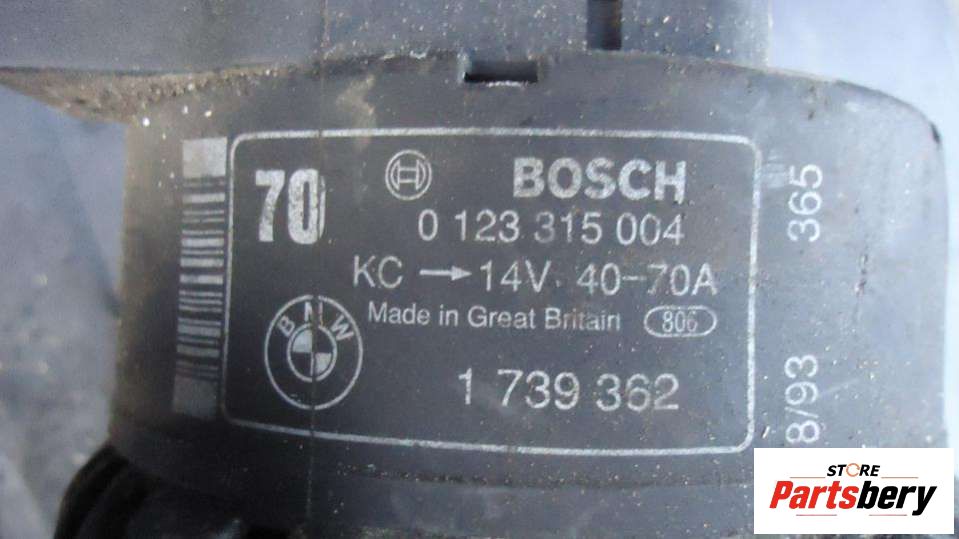 70 BOSCH
0 123 315 004
KC → 14V 40-70A
Made in Great Britain 806
BMW
1 739 362
365
8/93
STORE
Partsbery